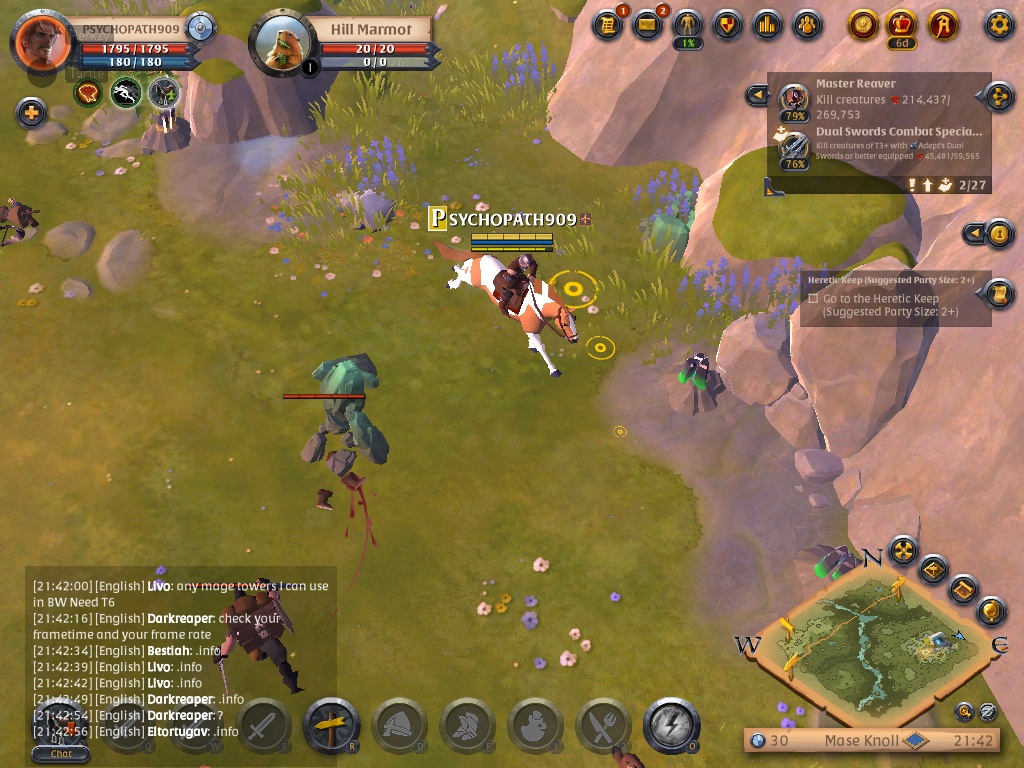 PSYCHOPATH909
1795/1795
180/180
Turtle
Hill Marmot
20/20
0/0
I
1
2
1%
6d
Master Reaver
Kill creatures 214,437/
269,753
79%
Dual Swords Combat Specia...
Kill creatures of T3+ with Adept's Dual
Swords or better equipped 45,481/59,565
76%
2/27
PSYCHOPATH909
Heretic Keep (Suggested Party Size: 2+)
Go to the Heretic Keep
(Suggested Party Size: 2+)
[21:42:00] [English] Livo: any mage towers I can use
in BW Need T6
[21:42:16] [English] Darkreaper: check your
frametime and your frame rate
[21:42:34] [English] Bestiah: .info
[21:42:39] [English] Livo: .info
[21:42:42] [English] Livo: .info
[21:42:49] [English] Darkreaper: .info
[21:42:54] [English] Darkreaper: ?
[21:42:56] [English] Eltortugav: .info
Chat
Q
W
E
R
D
F
O
N
W
E
30
Mase Knoll
21:42